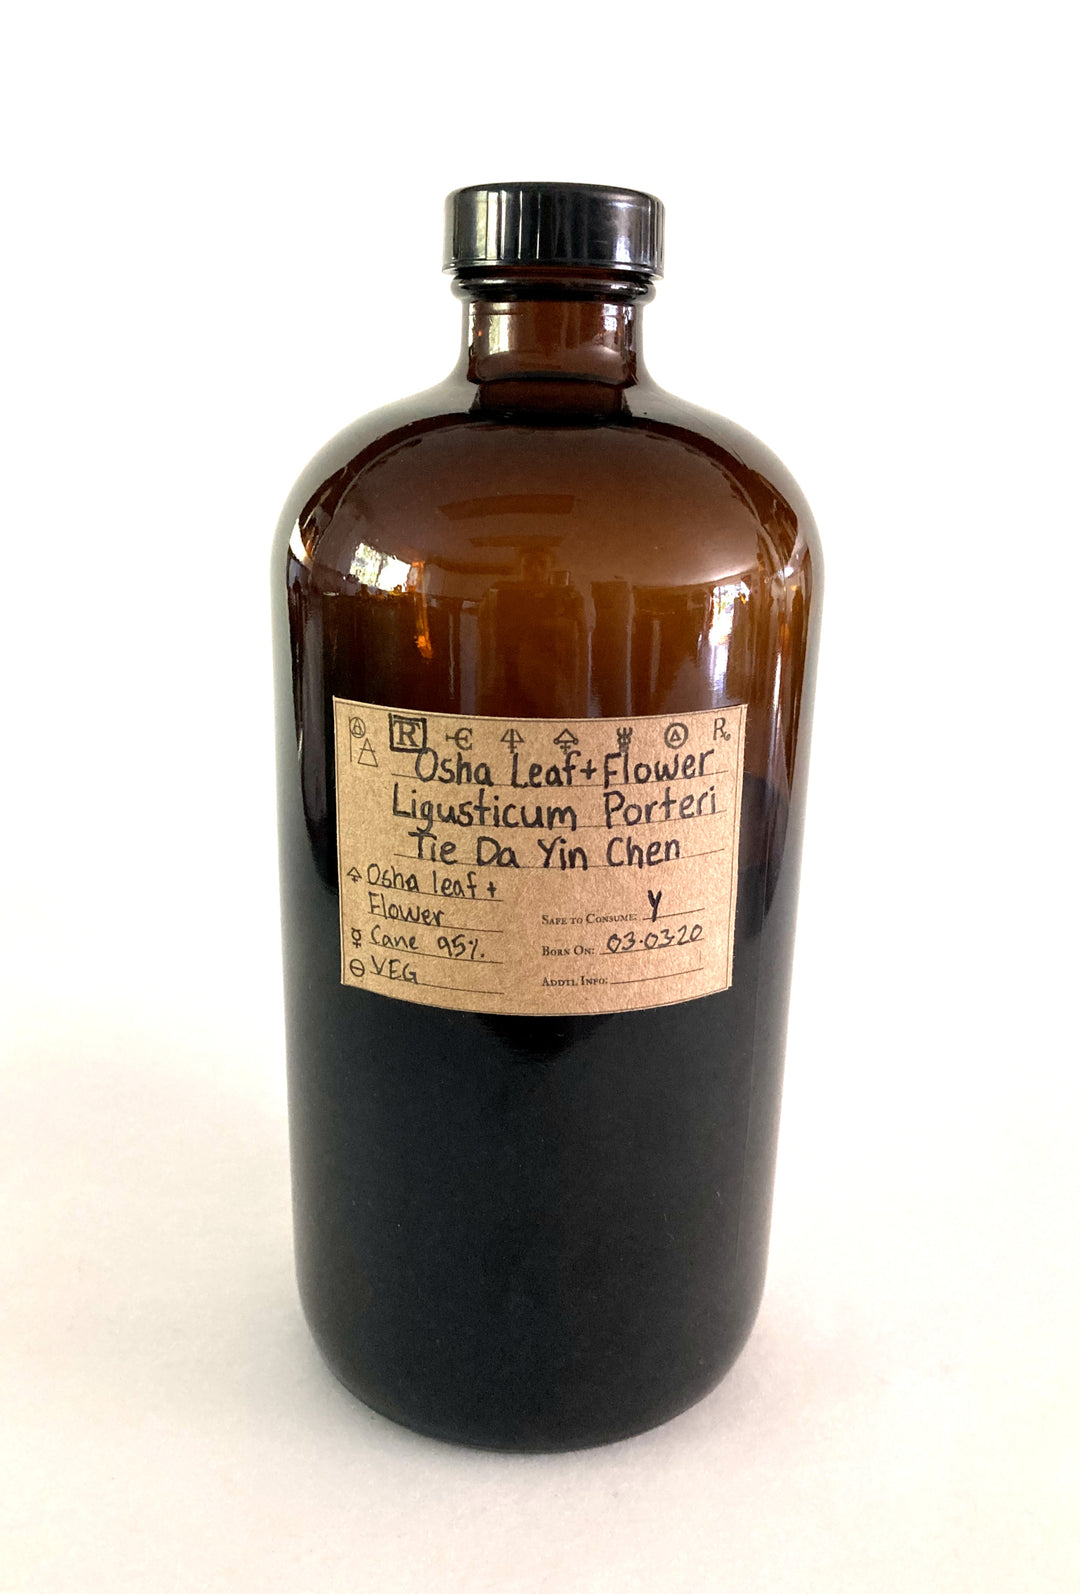 R ℞
Osha Leaf + Flower
Ligusticum Porteri
Tie Da Yin Chen
Osha leaf +
Flower
Cane 95%.
VEG
Safe to Consume: Y
Born On: 03.03.20
Addtl Info: